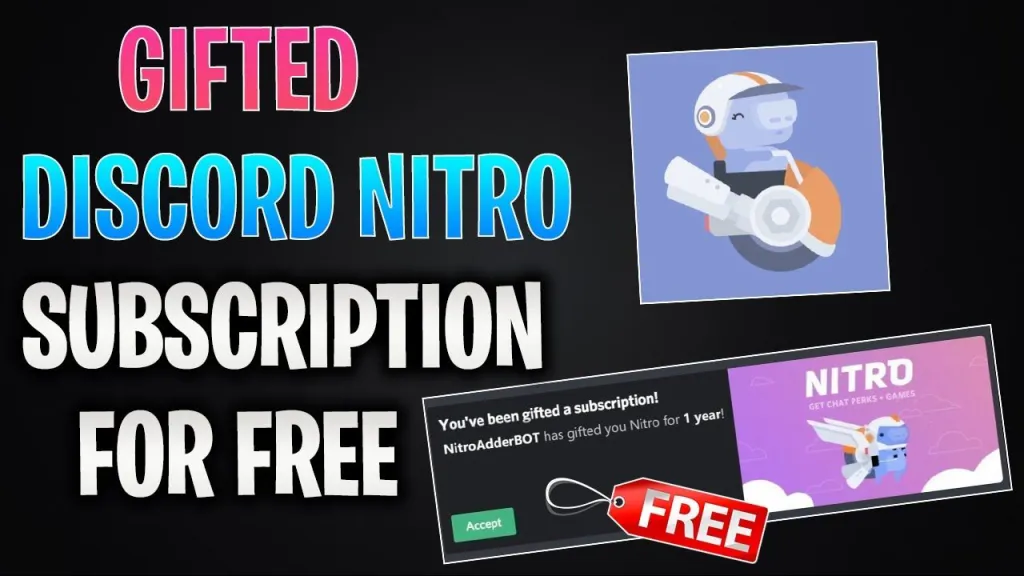 GIFTED
DISCORD NITRO
SUBSCRIPTION
FOR FREE
You've been gifted a subscription!
NitroAdderBOT has gifted you Nitro for 1 year!
Accept
NITRO
GET CHAT PERKS + GAMES
FREE